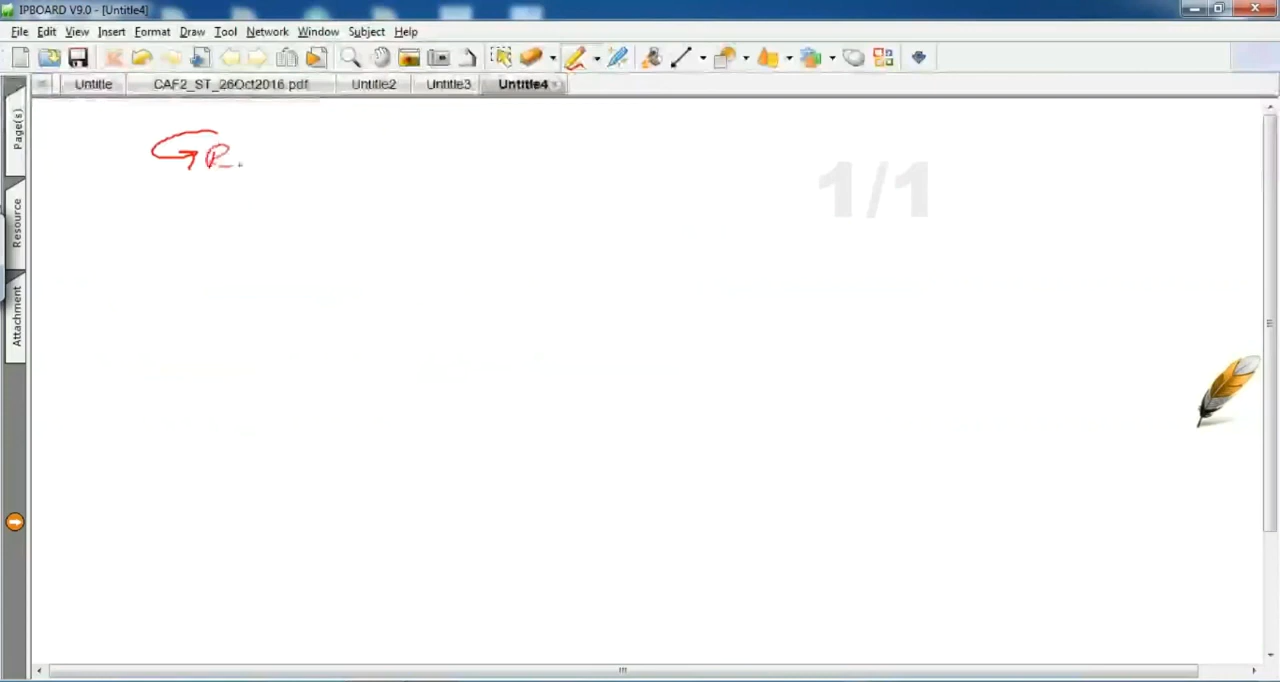 IPBOARD V9.0 - [Untitle4]
File Edit View Insert Format Draw Tool Network Window Subject Help
Untitle CAF2_ST_26Oct2016.pdf Untitle2 Untitle3 Untitle4
Page(s)
Resource
Attachment
1/1
R